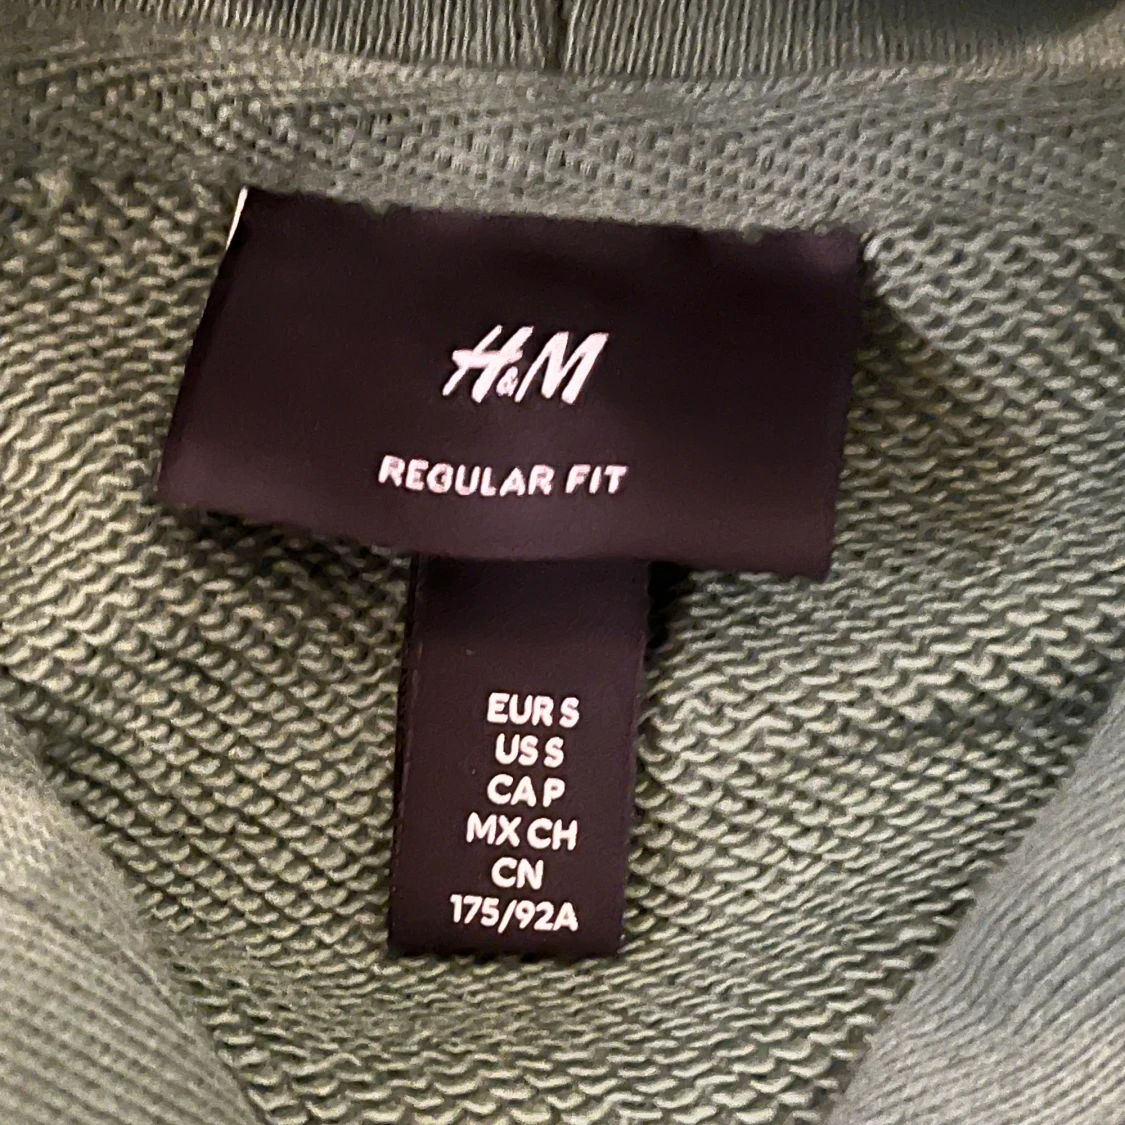 H&M
REGULAR FIT
EUR S
US S
CA P
MX CH
CN
175/92A